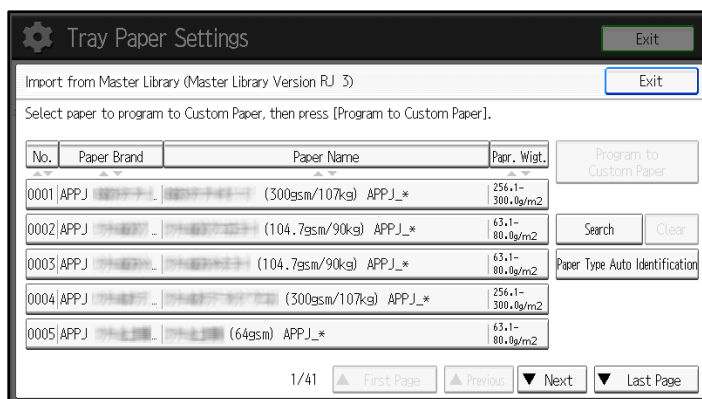 Tray Paper Settings
Exit
Import from Master Library (Master Library Version RJ 3)
Exit
Select paper to program to Custom Paper, then press [Program to Custom Paper].
No. Paper Brand Paper Name Papr. Wigt.
Program to
Custom Paper
0001 APPJ (300gsm/107kg) APPJ_* 256.1-
300.0g/m2
0002 APPJ (104.7gsm/90kg) APPJ_* 63.1-
80.0g/m2
Search Clear
0003 APPJ (104.7gsm/90kg) APPJ_* 63.1-
80.0g/m2
Paper Type Auto Identification
0004 APPJ (300gsm/107kg) APPJ_* 256.1-
300.0g/m2
0005 APPJ (64gsm) APPJ_* 63.1-
80.0g/m2
1/41 ▲ First Page ▲ Previous ▼ Next ▼ Last Page